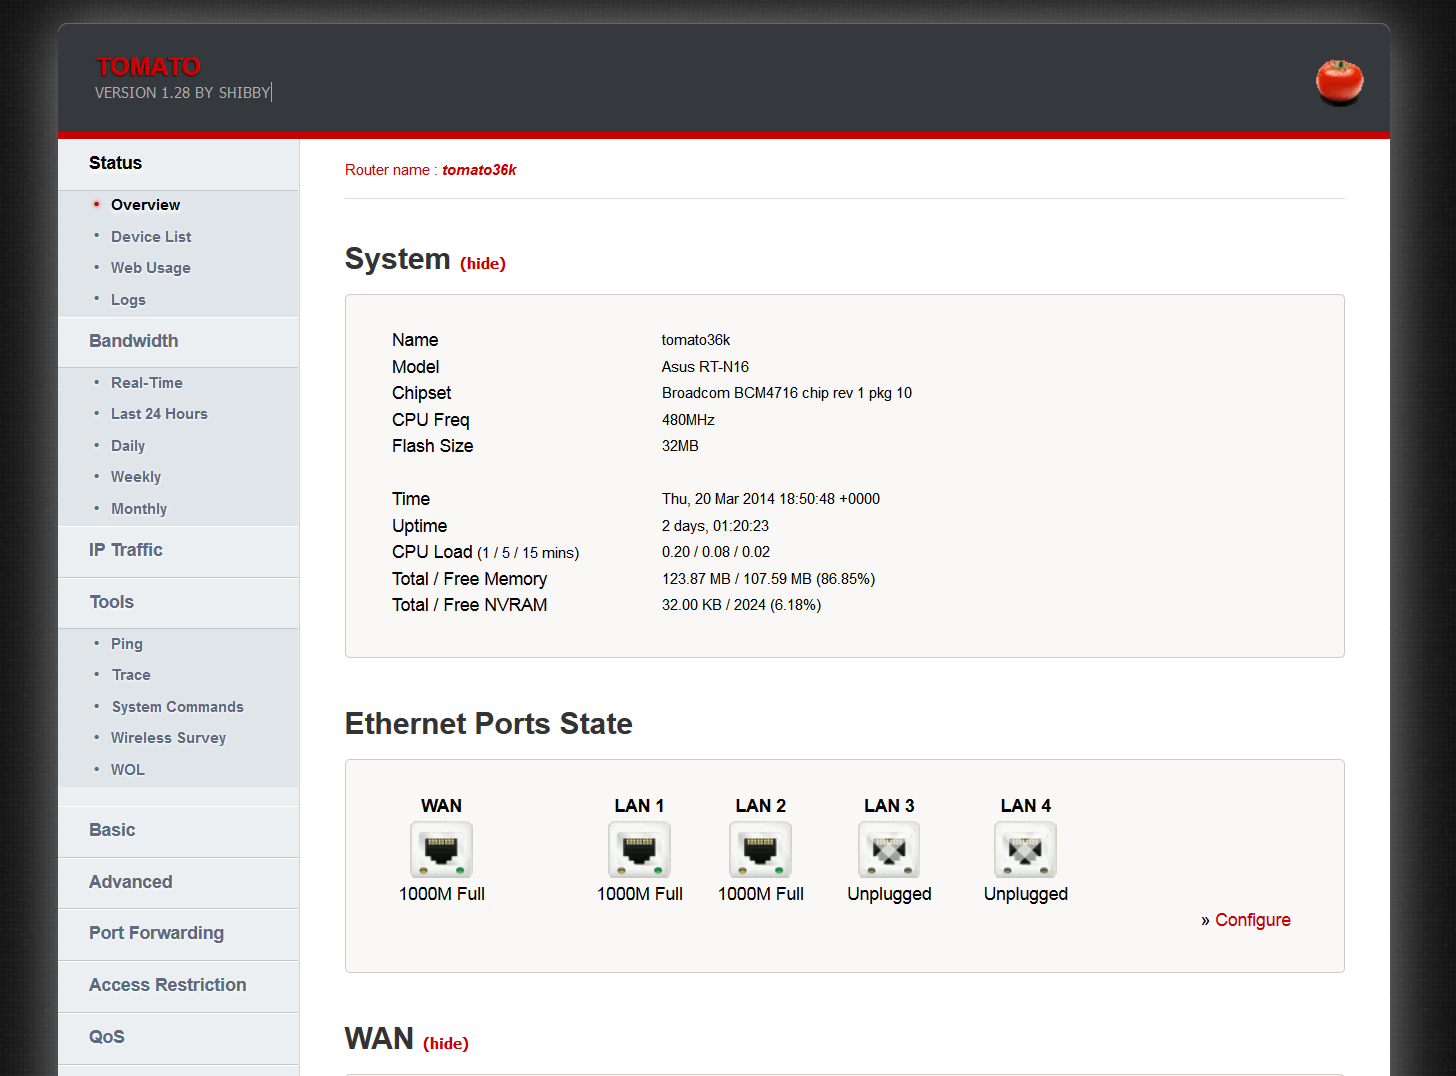 TOMATO
VERSION 1.28 BY SHIBBY
Status
Overview
Device List
Web Usage
Logs
Bandwidth
Real-Time
Last 24 Hours
Daily
Weekly
Monthly
IP Traffic
Tools
Ping
Trace
System Commands
Wireless Survey
WOL
Basic
Advanced
Port Forwarding
Access Restriction
QoS
Router name : tomato36k
System (hide)
Name tomato36k
Model Asus RT-N16
Chipset Broadcom BCM4716 chip rev 1 pkg 10
CPU Freq 480MHz
Flash Size 32MB
Time Thu, 20 Mar 2014 18:50:48 +0000
Uptime 2 days, 01:20:23
CPU Load (1 / 5 / 15 mins) 0.20 / 0.08 / 0.02
Total / Free Memory 123.87 MB / 107.59 MB (86.85%)
Total / Free NVRAM 32.00 KB / 2024 (6.18%)
Ethernet Ports State
WAN LAN 1 LAN 2 LAN 3 LAN 4
1000M Full 1000M Full 1000M Full Unplugged Unplugged
» Configure
WAN (hide)